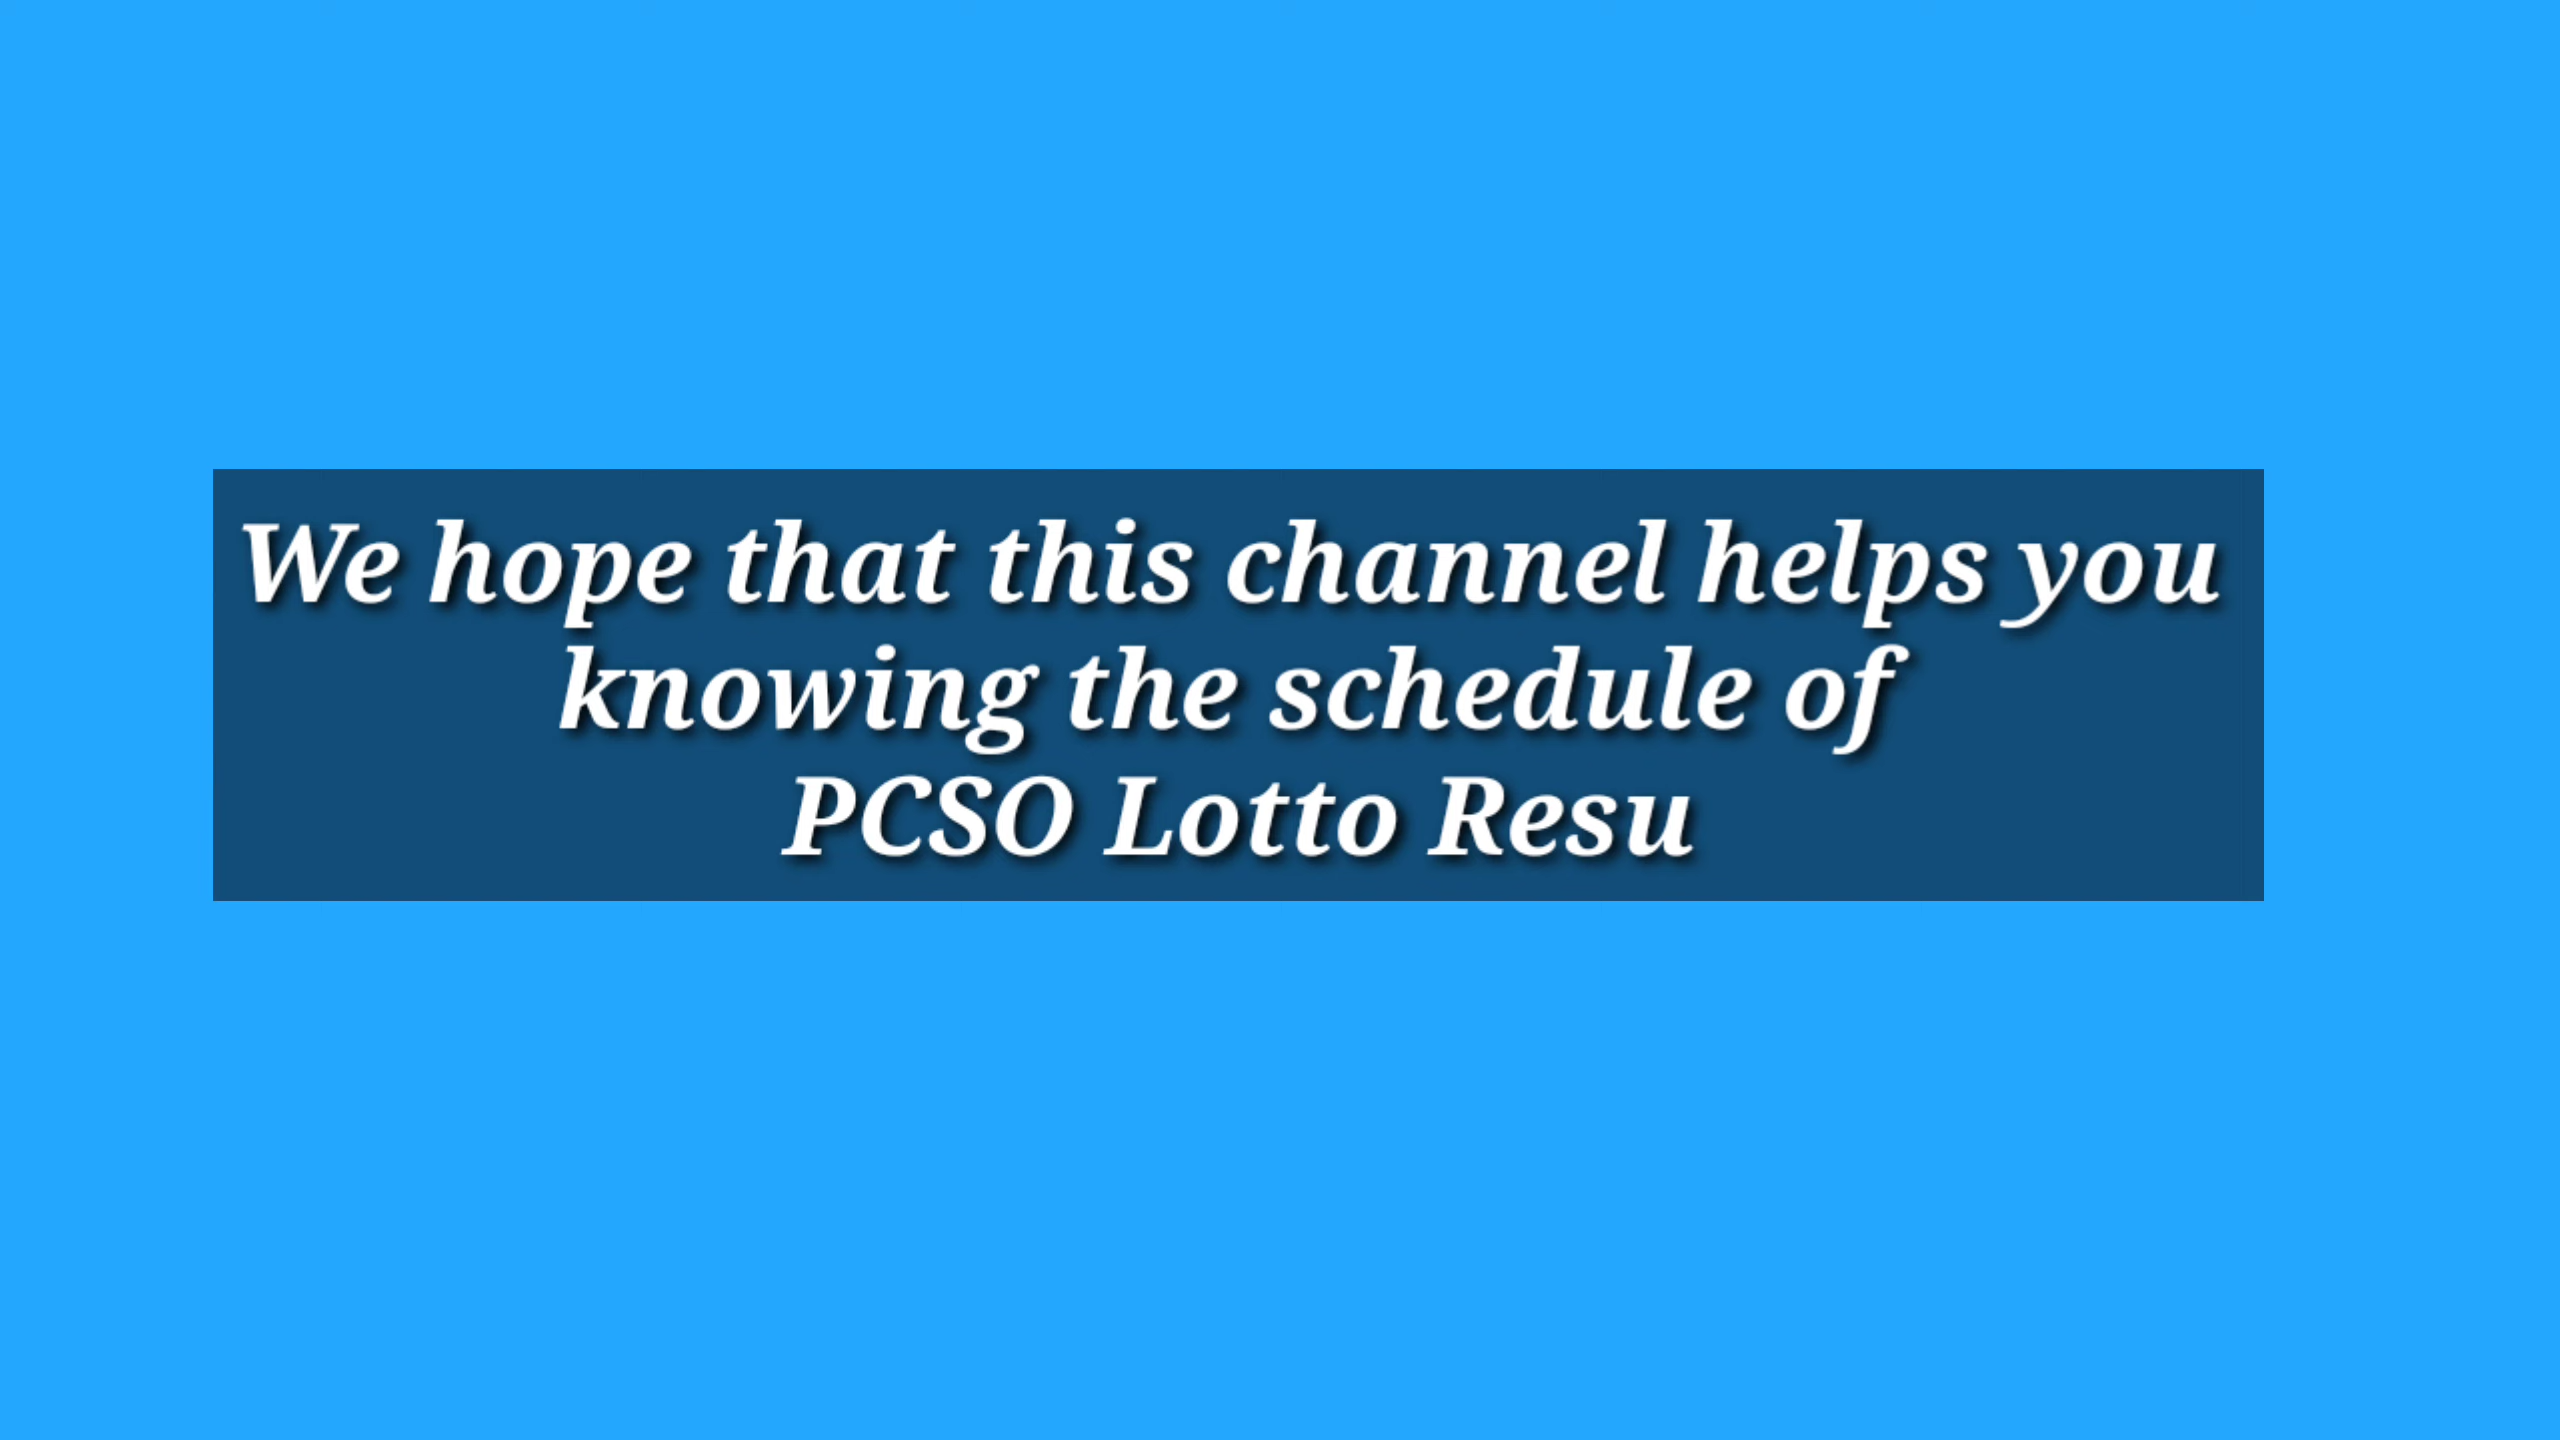 We hope that this channel helps you
knowing the schedule of
PCSO Lotto Resu